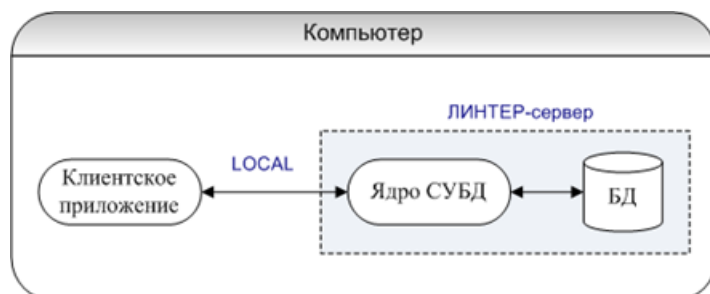 Компьютер
ЛИНТЕР-сервер
LOCAL
Клиентское
приложение
Ядро СУБД
БД